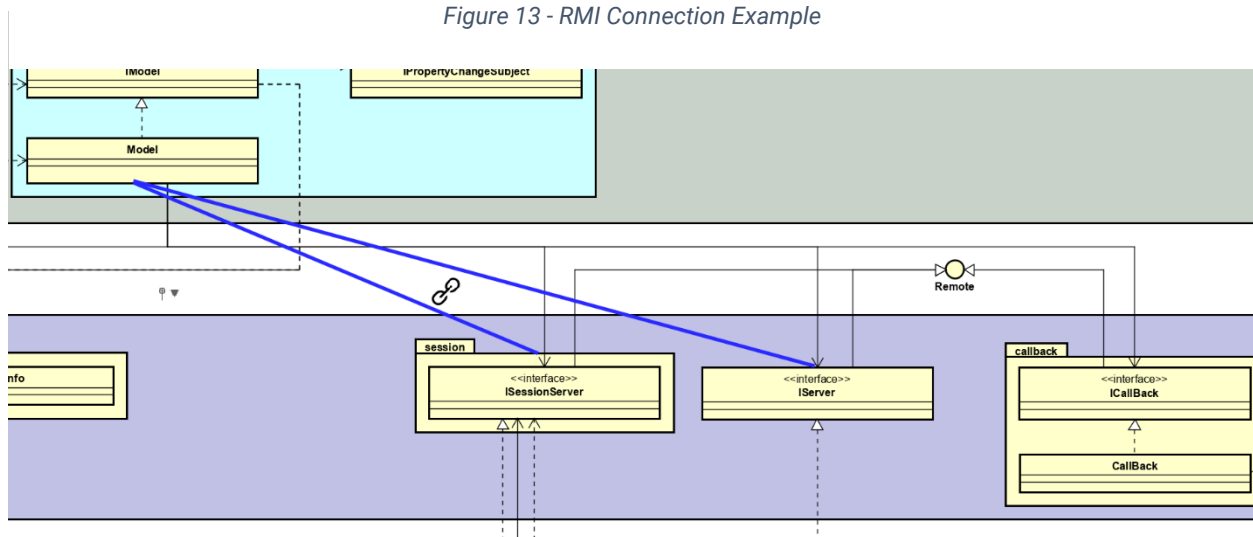 Figure 13 - RMI Connection Example
IModel
IPropertyChangeSubject
Model
Remote
session
callback
nfo
<<interface>>
ISessionServer
<<interface>>
IServer
<<interface>>
ICallBack
CallBack